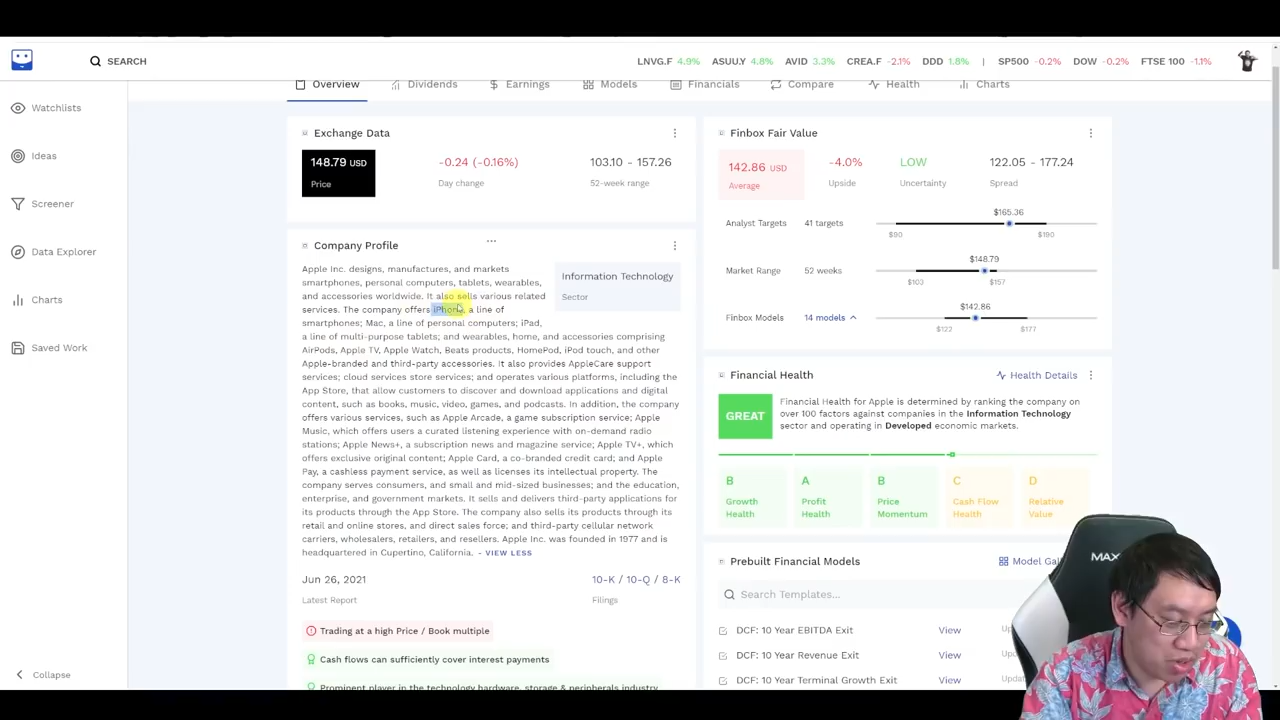 SEARCH
LNVG.F 4.9% ASUU.Y 4.8% AVID 3.3% CREA.F -2.1% DDD 1.8% | SP500 -0.2% DOW -0.2% FTSE 100 -1.1%
Overview Dividends Earnings Models Financials Compare Health Charts
Watchlists
Ideas
Screener
Data Explorer
Charts
Saved Work
Collapse
Exchange Data
148.79 USD
Price
-0.24 (-0.16%)
Day change
103.10 - 157.26
52-week range
Company Profile
Apple Inc. designs, manufactures, and markets
smartphones, personal computers, tablets, wearables,
and accessories worldwide. It also sells various related
services. The company offers iPhone, a line of
smartphones; Mac, a line of personal computers; iPad,
a line of multi-purpose tablets; and wearables, home, and accessories comprising
AirPods, Apple TV, Apple Watch, Beats products, HomePod, iPod touch, and other
Apple-branded and third-party accessories. It also provides AppleCare support
services; cloud services store services; and operates various platforms, including the
App Store, that allow customers to discover and download applications and digital
content, such as books, music, video, games, and podcasts. In addition, the company
offers various services, such as Apple Arcade, a game subscription service; Apple
Music, which offers users a curated listening experience with on-demand radio
stations; Apple News+, a subscription news and magazine service; Apple TV+, which
offers exclusive original content; Apple Card, a co-branded credit card; and Apple
Pay, a cashless payment service, as well as licenses its intellectual property. The
company serves consumers, and small and mid-sized businesses; and the education,
enterprise, and government markets. It sells and delivers third-party applications for
its products through the App Store. The company also sells its products through its
retail and online stores, and direct sales force; and third-party cellular network
carriers, wholesalers, retailers, and resellers. Apple Inc. was founded in 1977 and is
headquartered in Cupertino, California. - VIEW LESS
Information Technology
Sector
Jun 26, 2021
Latest Report
10-K / 10-Q / 8-K
Filings
Trading at a high Price / Book multiple
Cash flows can sufficiently cover interest payments
Prominent player in the technology hardware, storage & peripherals industry
Finbox Fair Value
142.86 USD
Average
-4.0%
Upside
LOW
Uncertainty
122.05 - 177.24
Spread
Analyst Targets 41 targets
$165.36
$90 $190
Market Range 52 weeks
$148.79
$103 $157
Finbox Models 14 models
$142.86
$122 $177
Financial Health
Health Details
GREAT
Financial Health for Apple is determined by ranking the company on
over 100 factors against companies in the Information Technology
sector and operating in Developed economic markets.
B
Growth
Health
A
Profit
Health
B
Price
Momentum
C
Cash Flow
Health
D
Relative
Value
Prebuilt Financial Models
Model Gal
Search Templates...
DCF: 10 Year EBITDA Exit View
DCF: 10 Year Revenue Exit View
DCF: 10 Year Terminal Growth Exit View
MAX